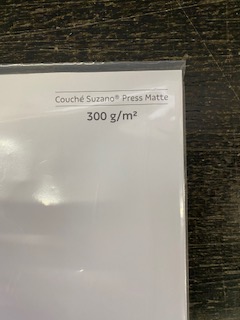 Couché Suzano® Press Matte
300 g/m²